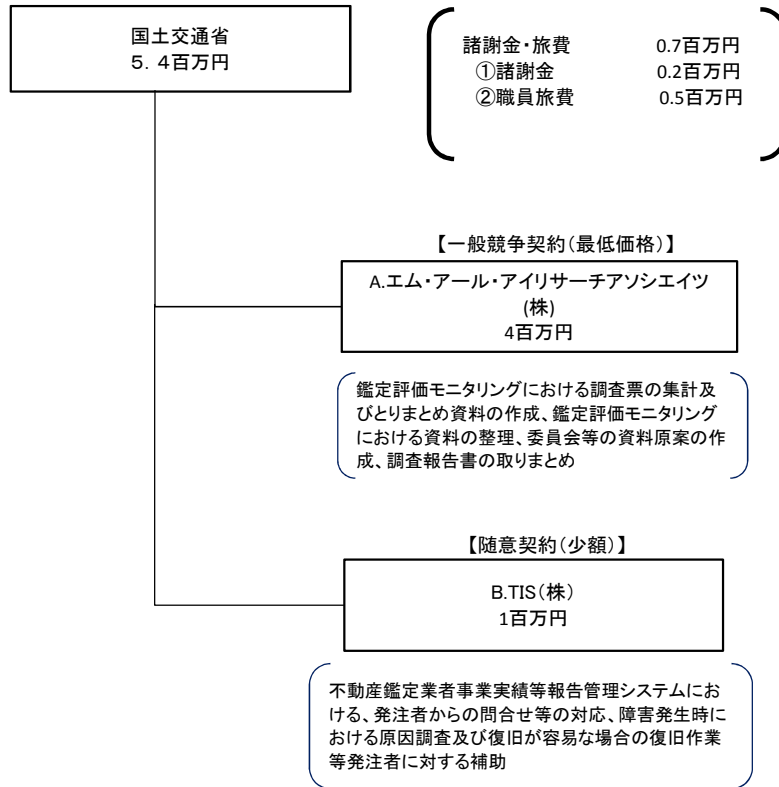 国土交通省
５．４百万円
諸謝金・旅費 0.7百万円
①諸謝金 0.2百万円
②職員旅費 0.5百万円
【一般競争契約（最低価格）】
A.エム・アール・アイリサーチアソシエイツ
(株)
4百万円
鑑定評価モニタリングにおける調査票の集計及
びとりまとめ資料の作成、鑑定評価モニタリング
における資料の整理、委員会等の資料原案の作
成、調査報告書の取りまとめ
【随意契約（少額）】
B.TIS（株）
1百万円
不動産鑑定業者事業実績等報告管理システムにお
ける、発注者からの問合せ等の対応、障害発生時に
おける原因調査及び復旧が容易な場合の復旧作業
等発注者に対する補助